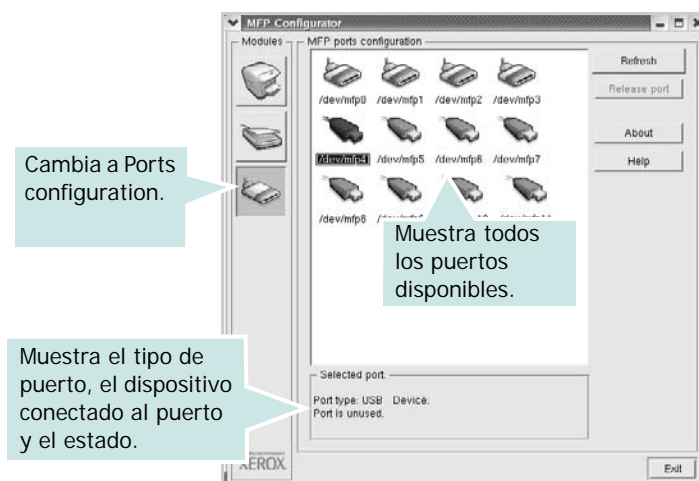 MFP Configurator
Modules
MFP ports configuration
/dev/mfp0 /dev/mfp1 /dev/mfp2 /dev/mfp3
/dev/mfp4 /dev/mfp5 /dev/mfp6 /dev/mfp7
/dev/mfp8
Refresh
Release port
About
Help
Cambia a Ports
configuration.
Muestra todos
los puertos
disponibles.
Muestra el tipo de
puerto, el dispositivo
conectado al puerto
y el estado.
Selected port
Port type: USB Device:
Port is unused.
XEROX
Exit